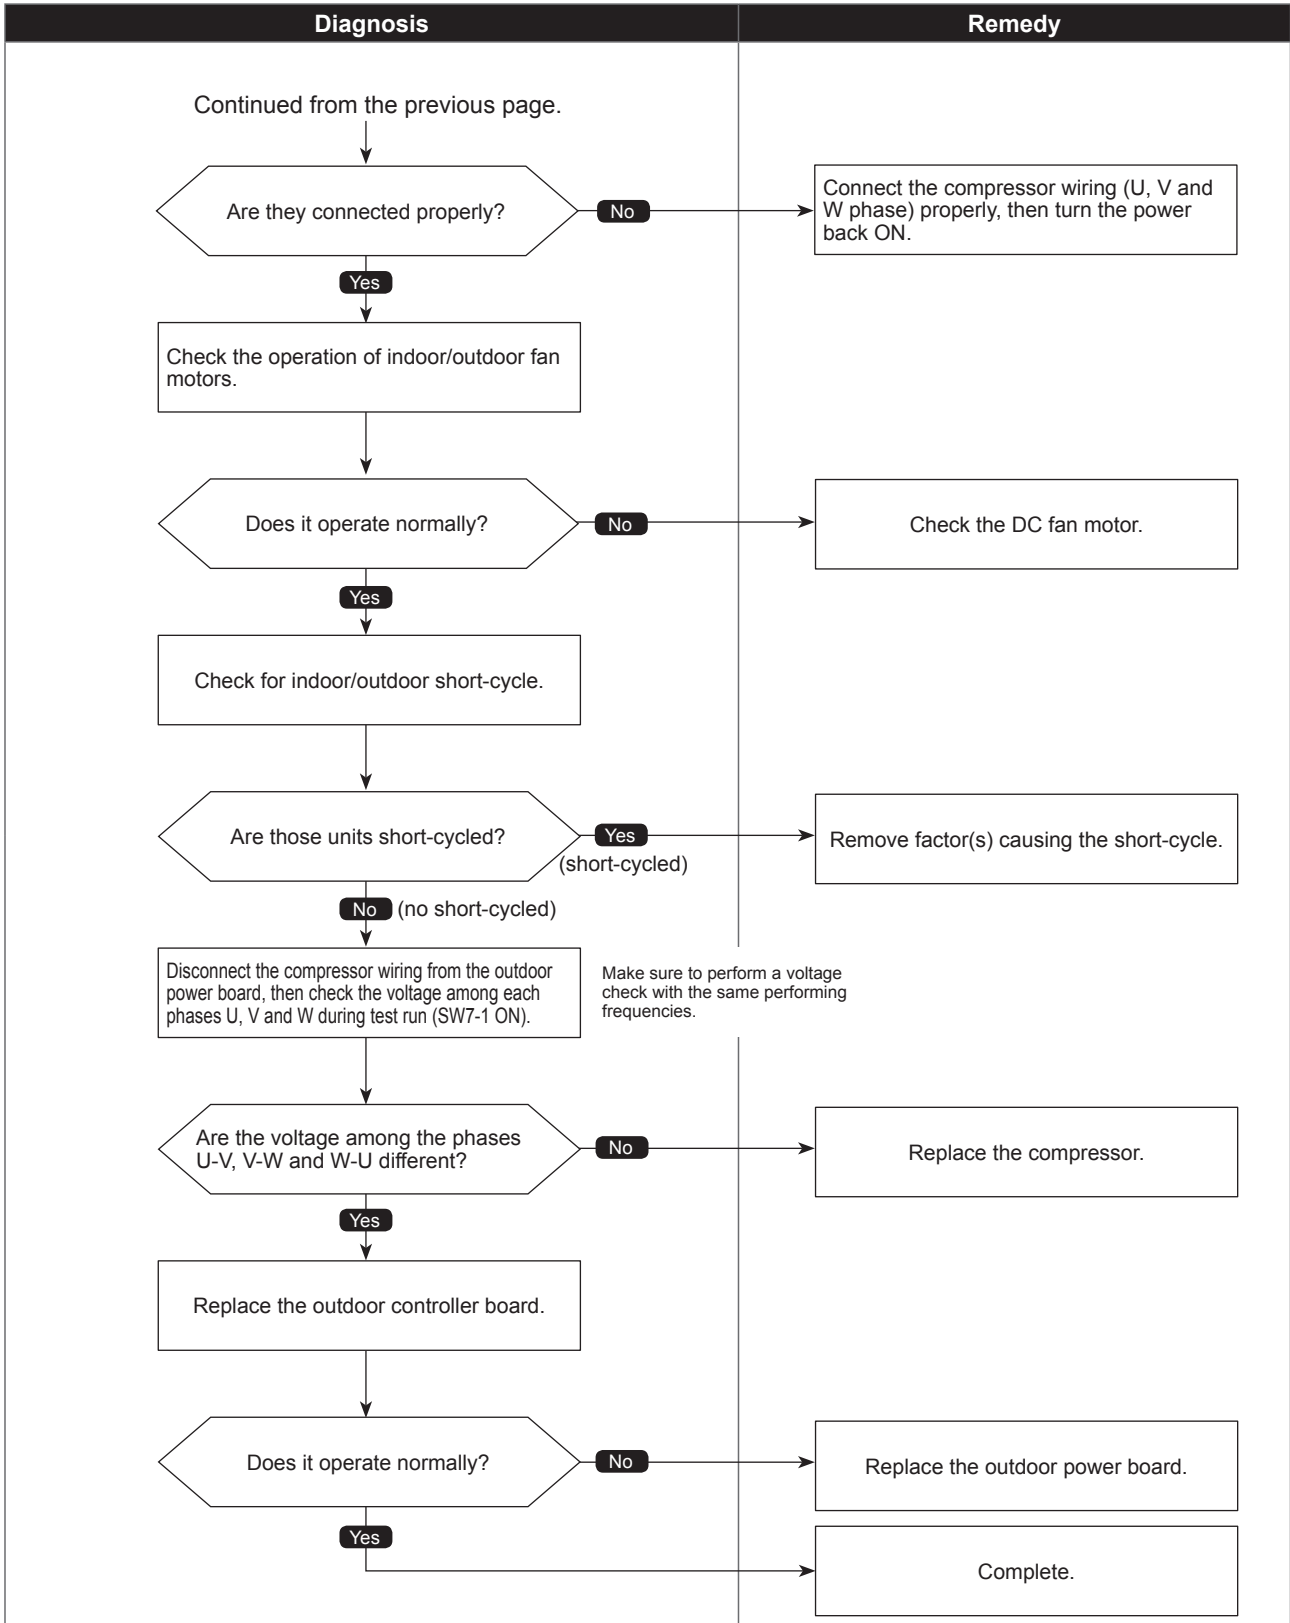 Diagnosis
Remedy
Continued from the previous page.
Are they connected properly?
No
Connect the compressor wiring (U, V and
W phase) properly, then turn the power
back ON.
Yes
Check the operation of indoor/outdoor fan
motors.
Does it operate normally?
No
Check the DC fan motor.
Yes
Check for indoor/outdoor short-cycle.
Are those units short-cycled?
Yes
(short-cycled)
Remove factor(s) causing the short-cycle.
No (no short-cycled)
Disconnect the compressor wiring from the outdoor
power board, then check the voltage among each
phases U, V and W during test run (SW7-1 ON).
Make sure to perform a voltage
check with the same performing
frequencies.
Are the voltage among the phases
U-V, V-W and W-U different?
No
Replace the compressor.
Yes
Replace the outdoor controller board.
Does it operate normally?
No
Replace the outdoor power board.
Yes
Complete.